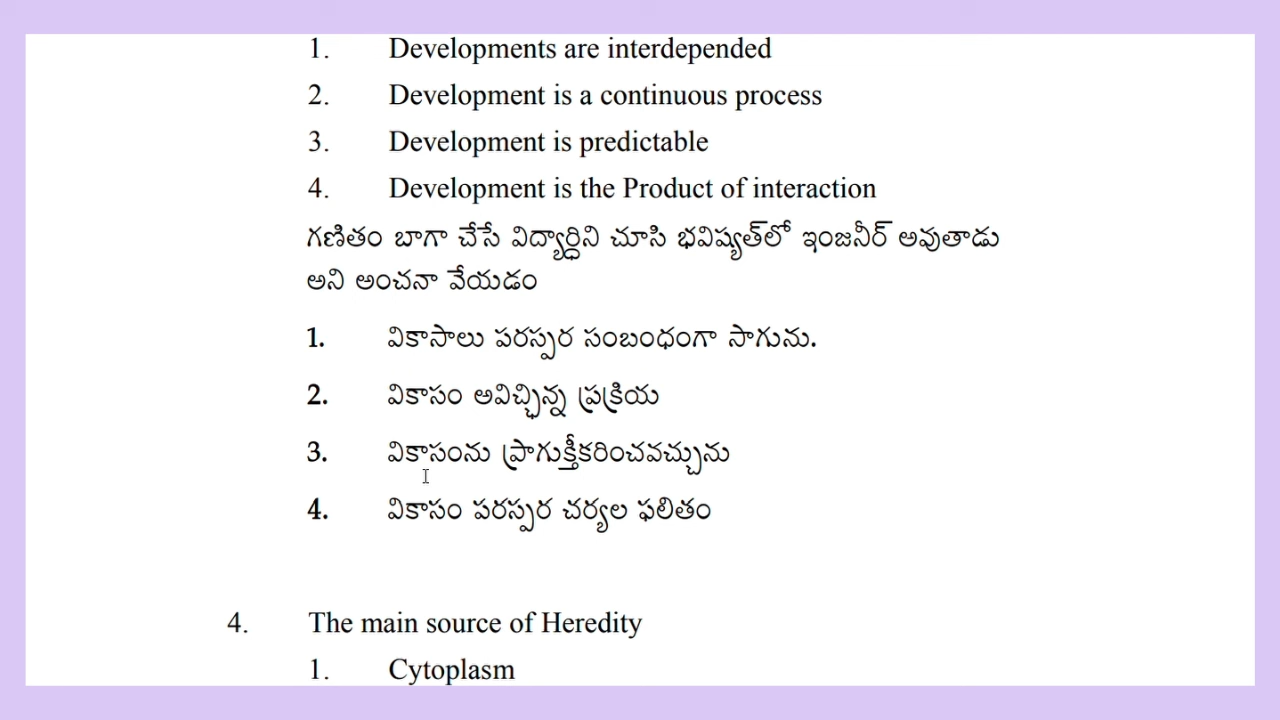 1. Developments are interdepended
2. Development is a continuous process
3. Development is predictable
4. Development is the Product of interaction
గణితం బాగా చేసే విద్యార్ధిని చూసి భవిష్యత్‌లో ఇంజనీర్ అవుతాడు
అని అంచనా వేయడం
1. వికాసాలు పరస్పర సంబంధంగా సాగును.
2. వికాసం అవిచ్ఛిన్న ప్రక్రియ
3. వికాసంను ప్రాగుక్తీకరించవచ్చును
4. వికాసం పరస్పర చర్యల ఫలితం
4. The main source of Heredity
1. Cytoplasm